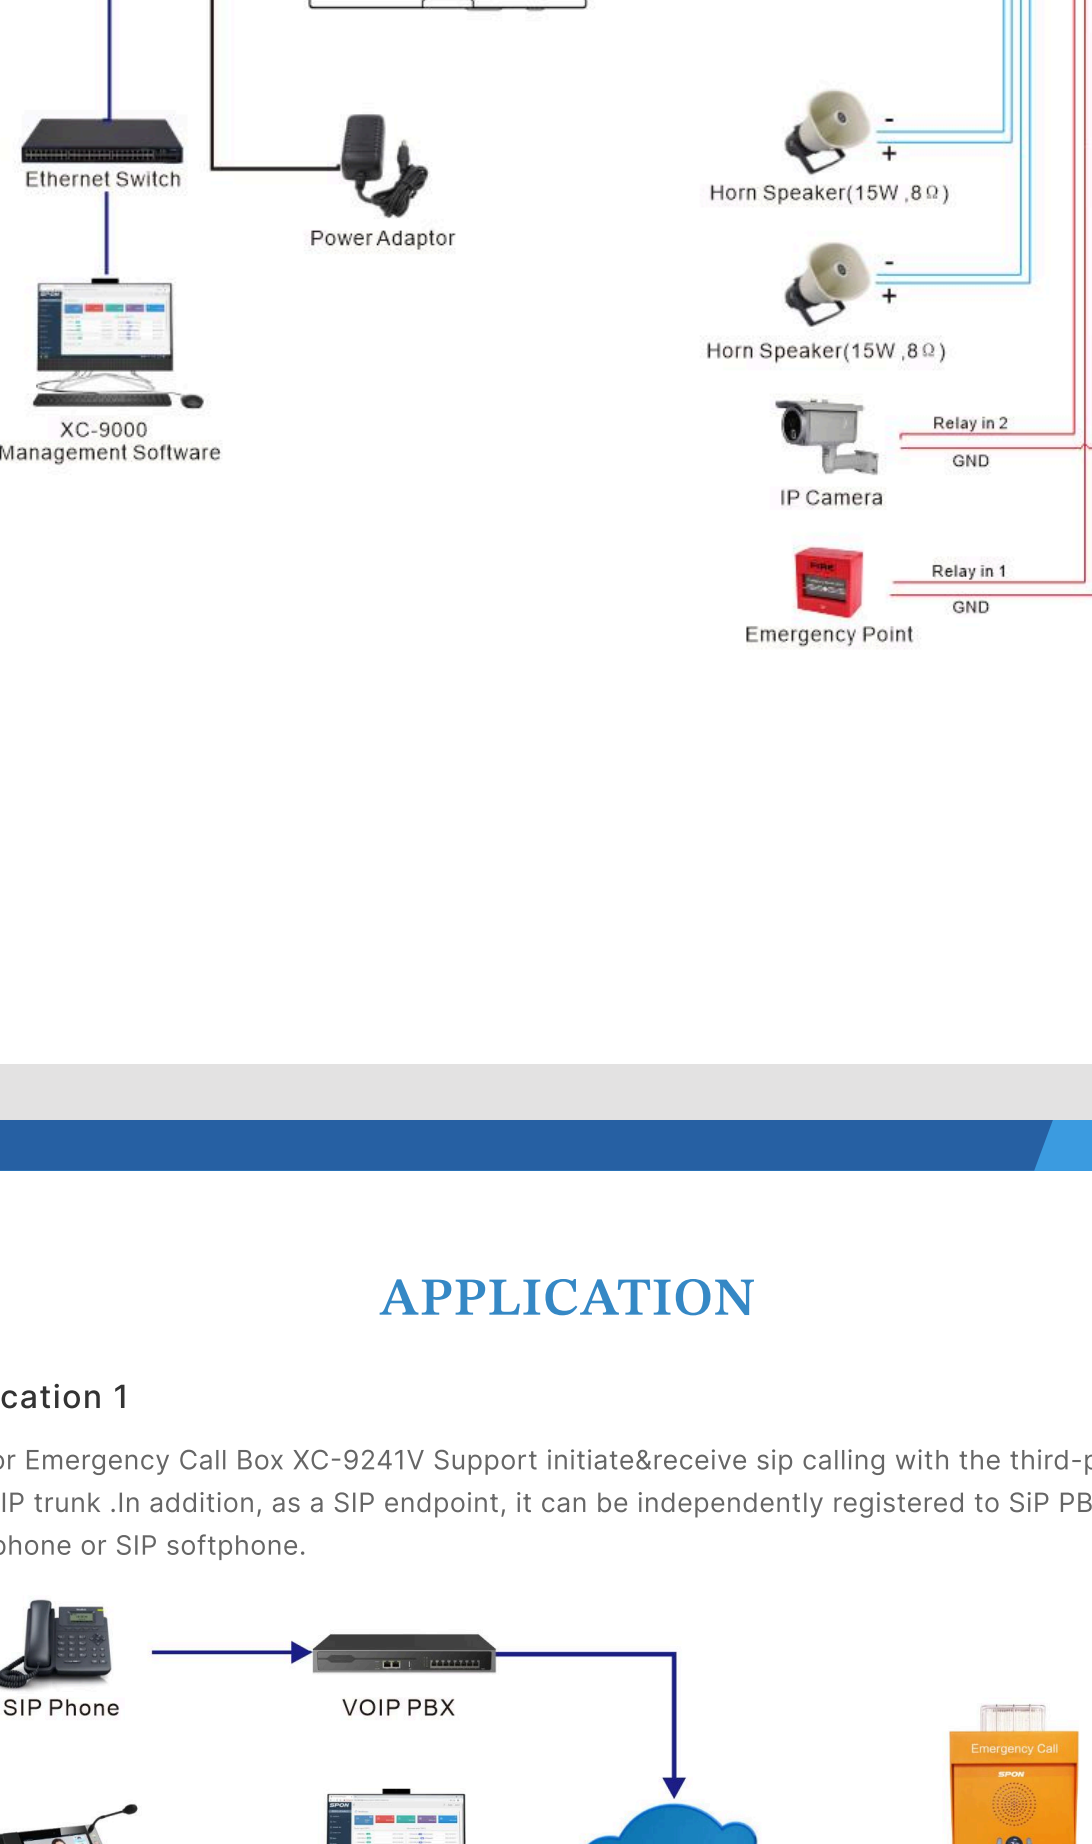 Ethernet Switch
Power Adaptor
XC-9000
Management Software
-
+
Horn Speaker(15W ,8Ω)
-
+
Horn Speaker(15W ,8Ω)
Relay in 2
GND
IP Camera
FIRE
Relay in 1
GND
Emergency Point
APPLICATION
cation 1
or Emergency Call Box XC-9241V Support initiate&receive sip calling with the third-p
IP trunk .In addition, as a SIP endpoint, it can be independently registered to SiP PB
phone or SIP softphone.
SIP Phone
VOIP PBX
Emergency Call
SPON
SPON